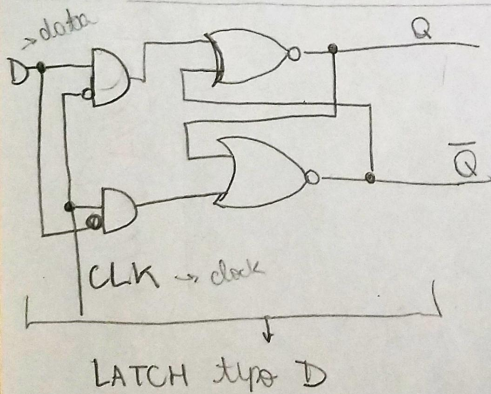 → data
D
Q
Q̅
CLK → clock
LATCH tipo D